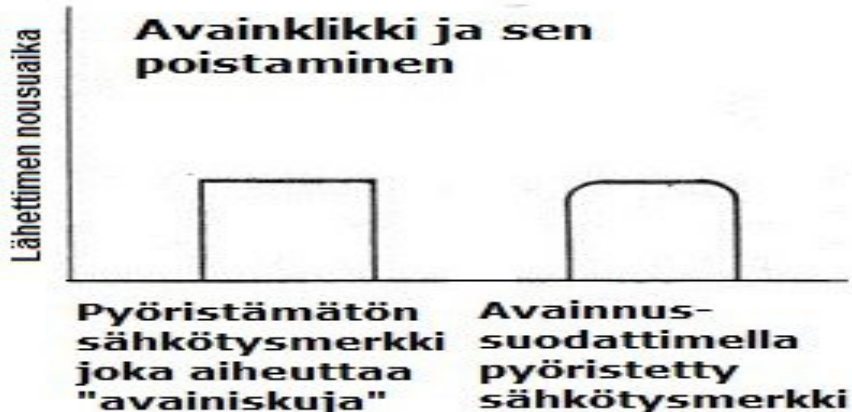 Avainklikki ja sen
poistaminen
Lähettimen nousuaika
Pyöristämätön
sähkötysmerkki
joka aiheuttaa
"avainiskuja"
Avainnus-
suodattimella
pyöristetty
sähkötysmerkki